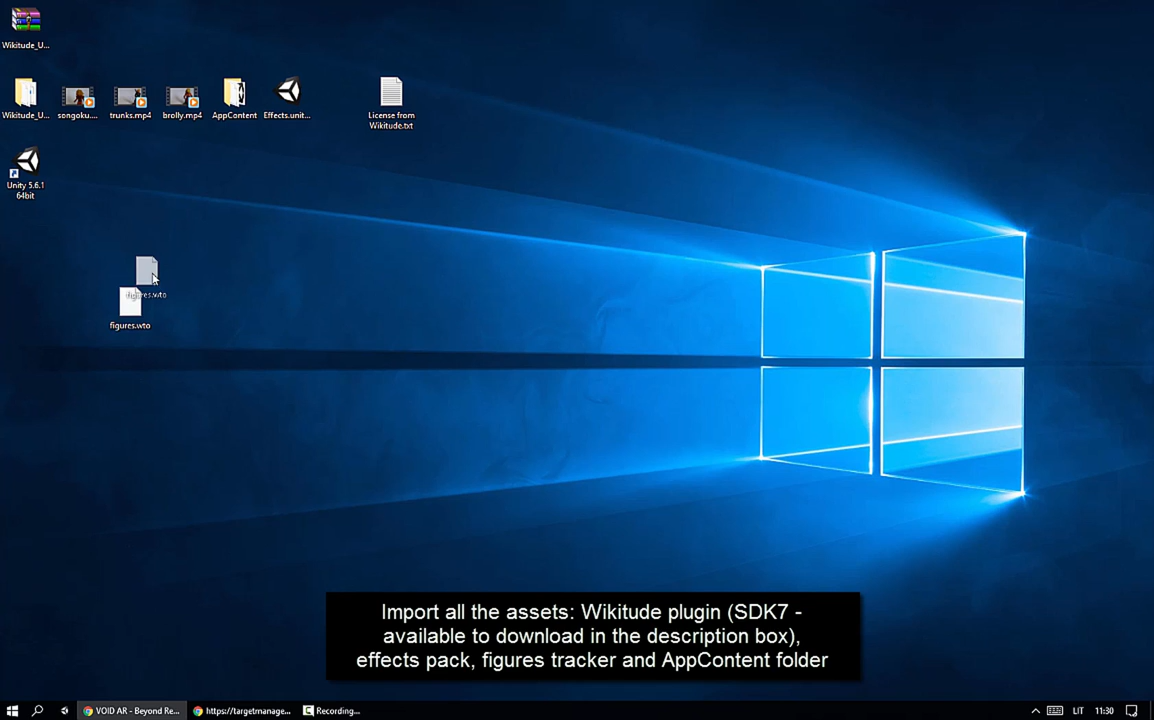 Wikitude_U...
Wikitude_U...
songoku....
trunks.mp4
brolly.mp4
AppContent
Effects.unit...
License from
Wikitude.txt
Unity 5.6.1
64bit
figures.wto
figures.wto
Import all the assets: Wikitude plugin (SDK7 -
available to download in the description box),
effects pack, figures tracker and AppContent folder
VOID AR - Beyond Re...
https://targetmanage...
Recording...
LIT
11:30